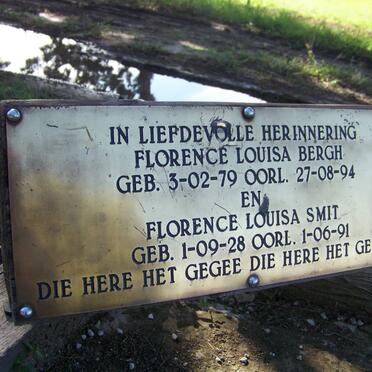 IN LIEFDEVOLLE HERINNERING
FLORENCE LOUISA BERGH
GEB. 3-02-79 OORL. 27-08-94
EN
FLORENCE LOUISA SMIT
GEB. 1-09-28 OORL. 1-06-91
DIE HERE HET GEGEE DIE HERE HET GE